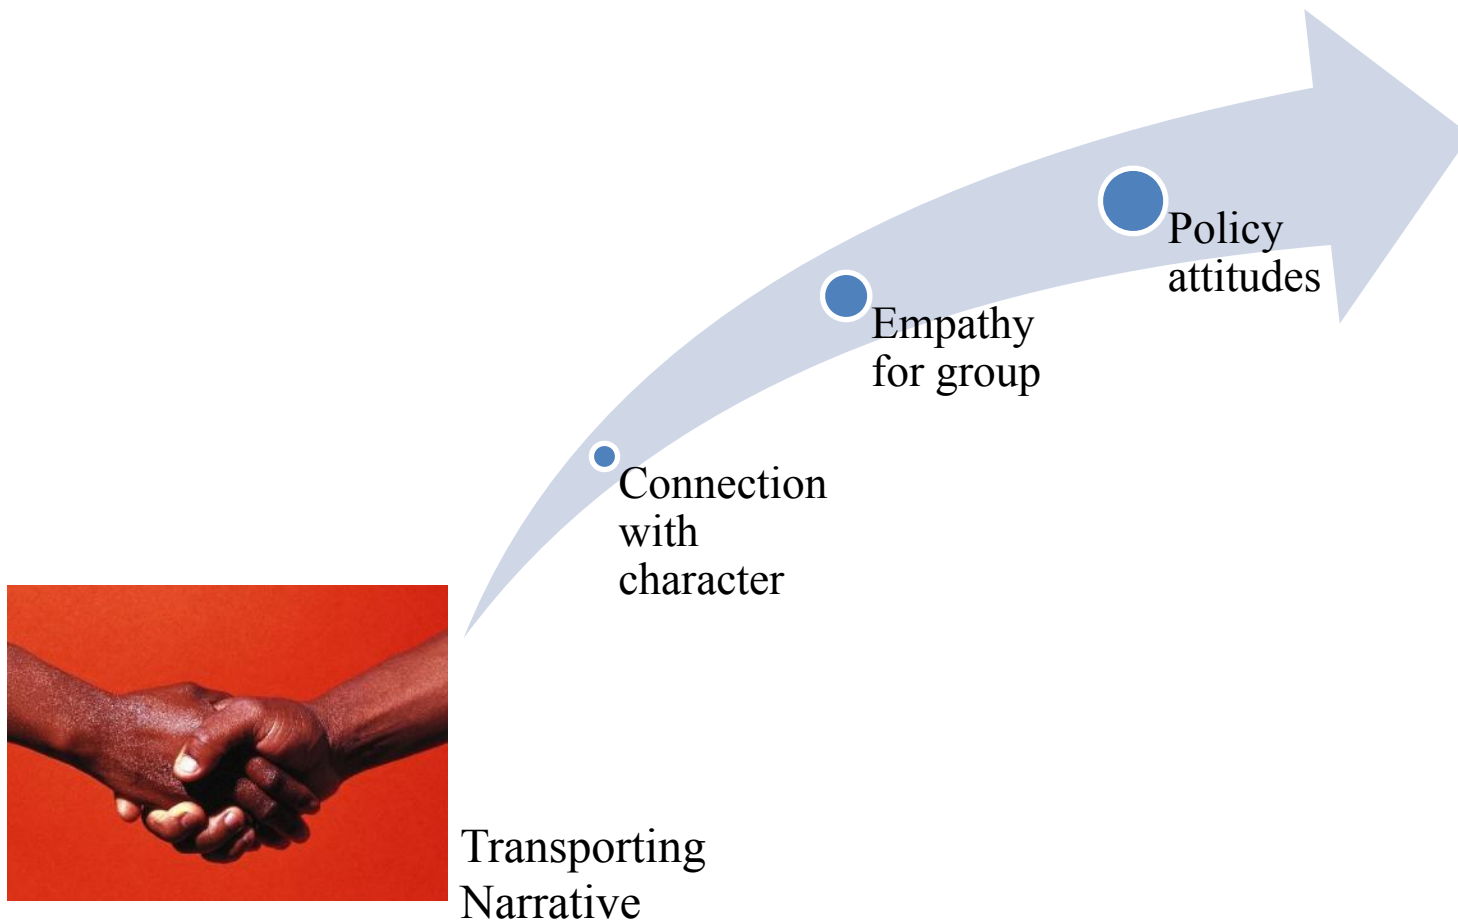 Policy
attitudes
Empathy
for group
Connection
with
character
Transporting
Narrative